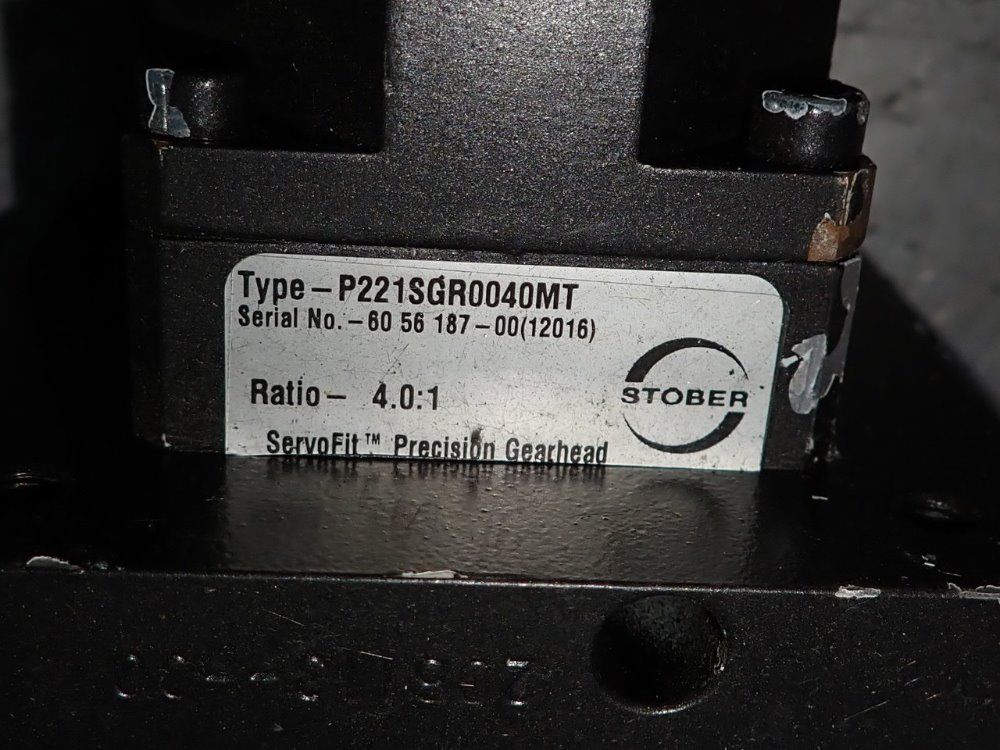 Type – P221SGR0040MT
Serial No. – 60 56 187 – 00(12016)
Ratio – 4.0:1
STOBER
ServoFit™ Precision Gearhead